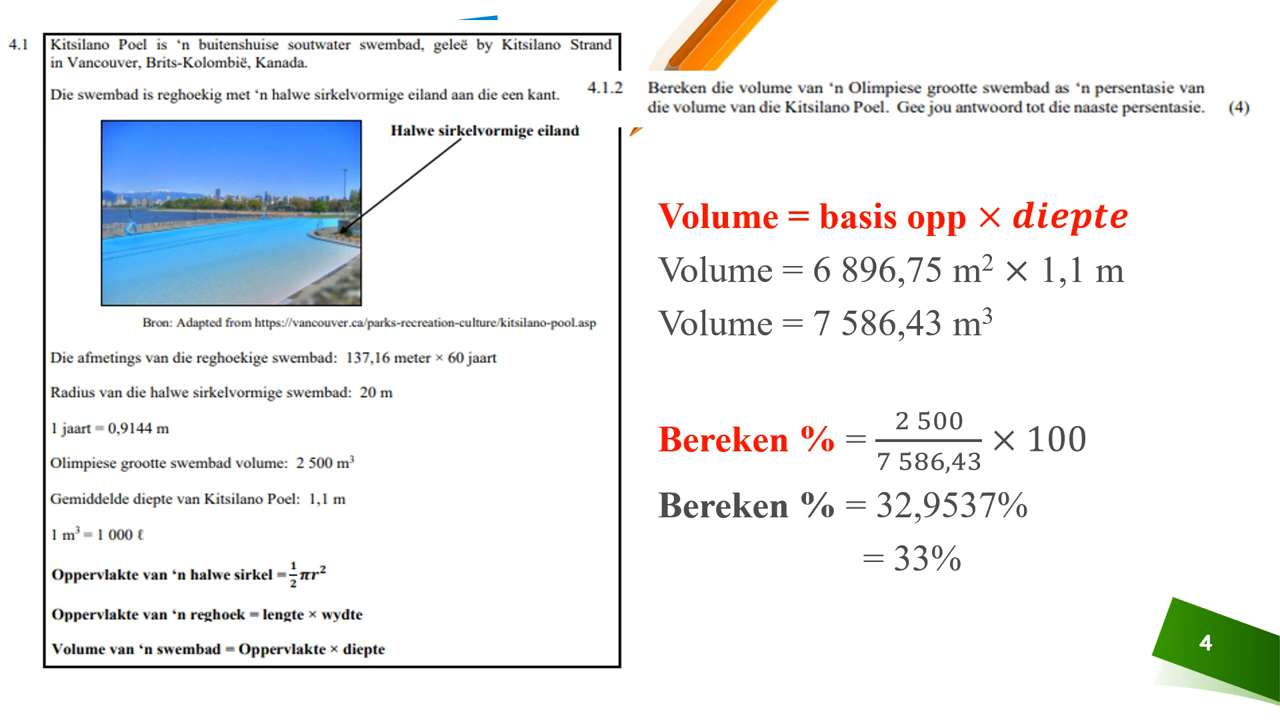 4.1 Kitsilano Poel is ‘n buitenshuise soutwater swembad, geleë by Kitsilano Strand
in Vancouver, Brits-Kolombië, Kanada.
Die swembad is reghoekig met ‘n halwe sirkelvormige eiland aan die een kant.
Halwe sirkelvormige eiland
Bron: Adapted from https://vancouver.ca/parks-recreation-culture/kitsilano-pool.asp
Die afmetings van die reghoekige swembad: 137,16 meter × 60 jaart
Radius van die halwe sirkelvormige swembad: 20 m
1 jaart = 0,9144 m
Olimpiese grootte swembad volume: 2 500 m³
Gemiddelde diepte van Kitsilano Poel: 1,1 m
1 m³ = 1 000 ℓ
Oppervlakte van ‘n halwe sirkel = ½πr²
Oppervlakte van ‘n reghoek = lengte × wydte
Volume van ‘n swembad = Oppervlakte × diepte
4.1.2 Bereken die volume van ‘n Olimpiese grootte swembad as ‘n persentasie van
die volume van die Kitsilano Poel. Gee jou antwoord tot die naaste persentasie. (4)
Volume = basis opp × diepte
Volume = 6 896,75 m² × 1,1 m
Volume = 7 586,43 m³
Bereken % = 2 500 / 7 586,43 × 100
Bereken % = 32,9537%
= 33%
4